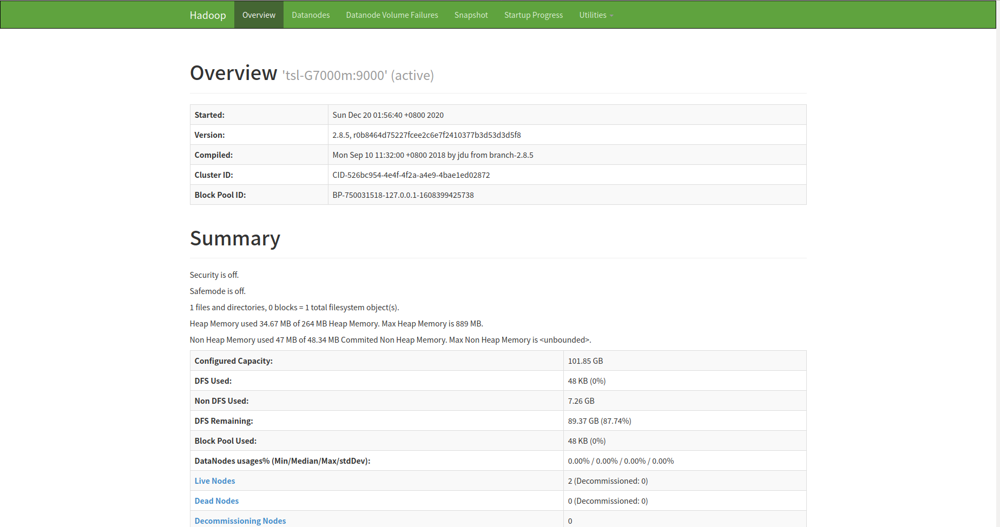 Hadoop Overview Datanodes Datanode Volume Failures Snapshot Startup Progress Utilities
Overview 'tsl-G7000m:9000' (active)
Started: Sun Dec 20 01:56:40 +0800 2020
Version: 2.8.5, r0b8464d75227fcee2c6e7f2410377b3d53d3d5f8
Compiled: Mon Sep 10 11:32:00 +0800 2018 by jdu from branch-2.8.5
Cluster ID: CID-526bc954-4e4f-4f2a-a4e9-4bae1ed02872
Block Pool ID: BP-750031518-127.0.0.1-1608399425738
Summary
Security is off.
Safemode is off.
1 files and directories, 0 blocks = 1 total filesystem object(s).
Heap Memory used 34.67 MB of 264 MB Heap Memory. Max Heap Memory is 889 MB.
Non Heap Memory used 47 MB of 48.34 MB Commited Non Heap Memory. Max Non Heap Memory is <unbounded>.
Configured Capacity: 101.85 GB
DFS Used: 48 KB (0%)
Non DFS Used: 7.26 GB
DFS Remaining: 89.37 GB (87.74%)
Block Pool Used: 48 KB (0%)
DataNodes usages% (Min/Median/Max/stdDev): 0.00% / 0.00% / 0.00% / 0.00%
Live Nodes 2 (Decommissioned: 0)
Dead Nodes 0 (Decommissioned: 0)
Decommissioning Nodes 0